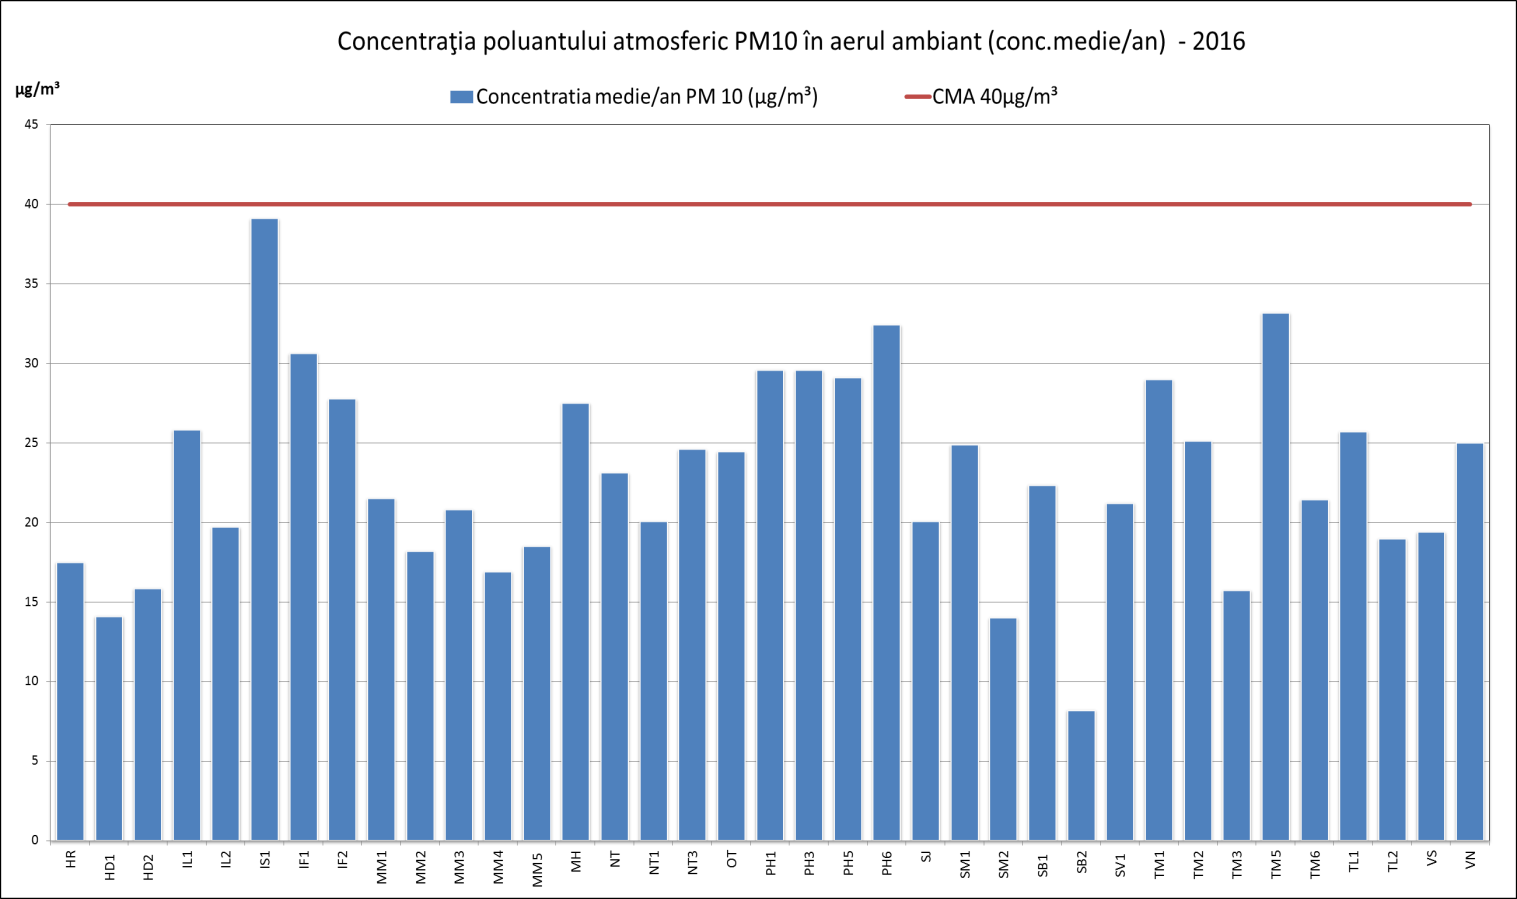 Concentraţia poluantului atmosferic PM10 în aerul ambiant (conc.medie/an)  - 2016
µg/m³
Concentratia medie/an PM 10 (µg/m³)
CMA 40µg/m³
45
40
35
30
25
20
15
10
5
0
HR
HD1
HD2
IL1
IL2
IS1
IF1
IF2
MM1
MM2
MM3
MM4
MM5
MH
NT
NT1
NT3
OT
PH1
PH3
PH5
PH6
SJ
SM1
SM2
SB1
SB2
SV1
TM1
TM2
TM3
TM5
TM6
TL1
TL2
VS
VN